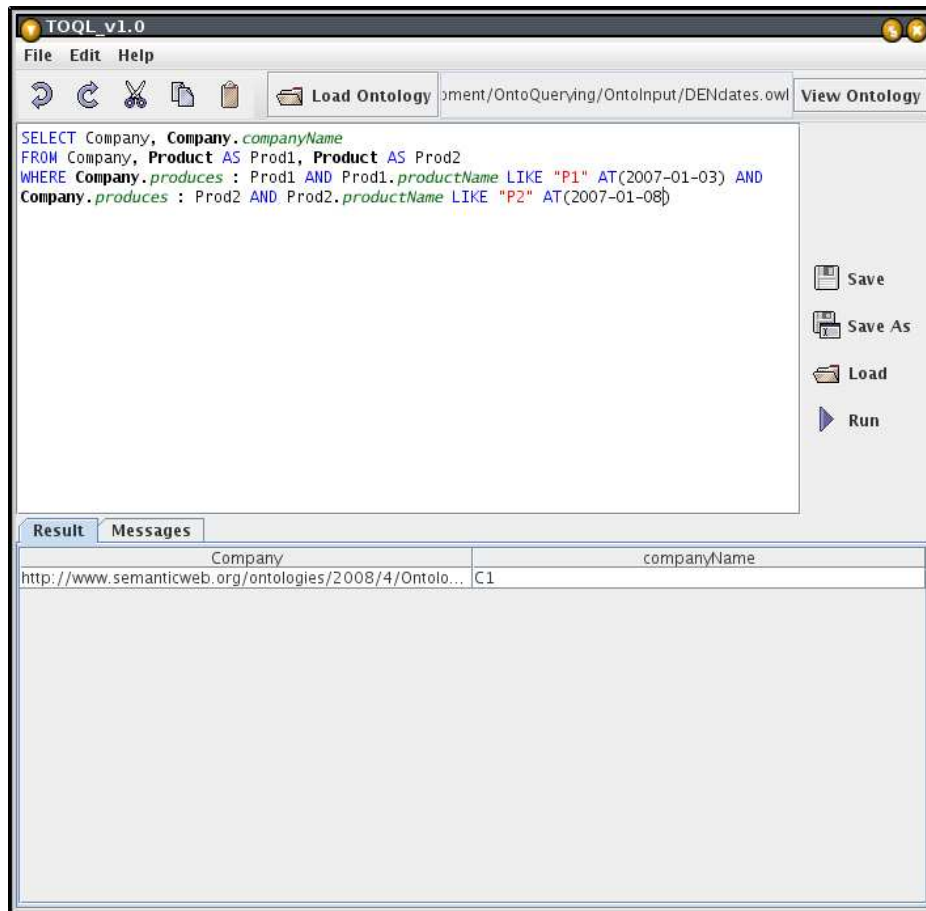 TOQL_v1.0
File Edit Help
Load Ontology pment/OntoQuerying/OntoInput/DENdates.owl View Ontology
SELECT Company, Company.companyName
FROM Company, Product AS Prod1, Product AS Prod2
WHERE Company.produces : Prod1 AND Prod1.productName LIKE "P1" AT(2007-01-03) AND
Company.produces : Prod2 AND Prod2.productName LIKE "P2" AT(2007-01-08)
Save
Save As
Load
Run
Result Messages
Company companyName
http://www.semanticweb.org/ontologies/2008/4/Ontolo... C1